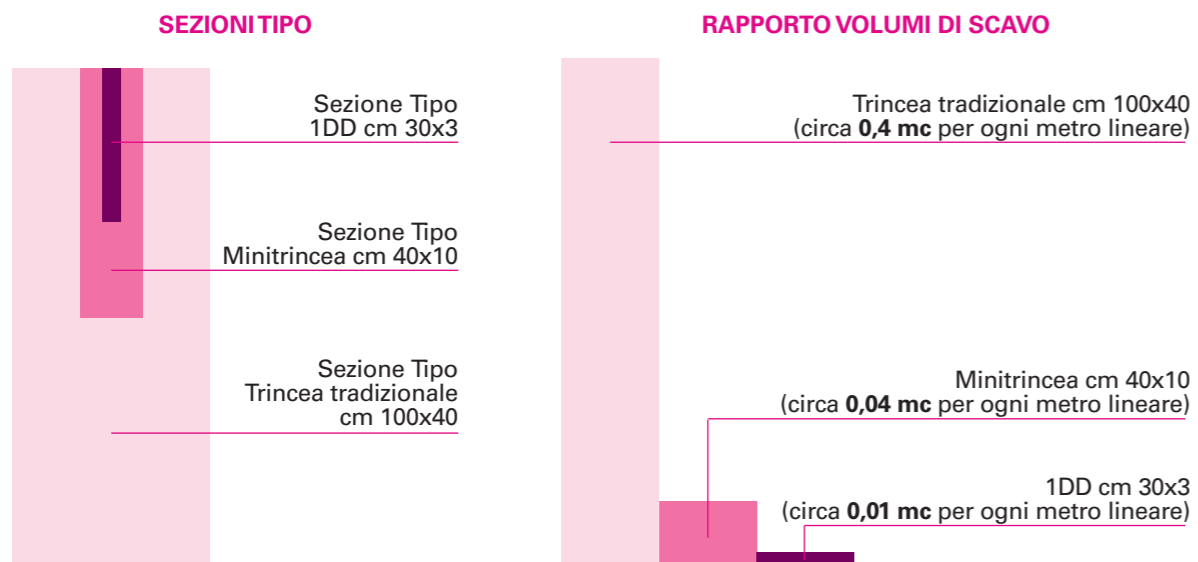 SEZIONI TIPO
Sezione Tipo
1DD cm 30x3
Sezione Tipo
Minitrincea cm 40x10
Sezione Tipo
Trincea tradizionale
cm 100x40
RAPPORTO VOLUMI DI SCAVO
Trincea tradizionale cm 100x40
(circa 0,4 mc per ogni metro lineare)
Minitrincea cm 40x10
(circa 0,04 mc per ogni metro lineare)
1DD cm 30x3
(circa 0,01 mc per ogni metro lineare)